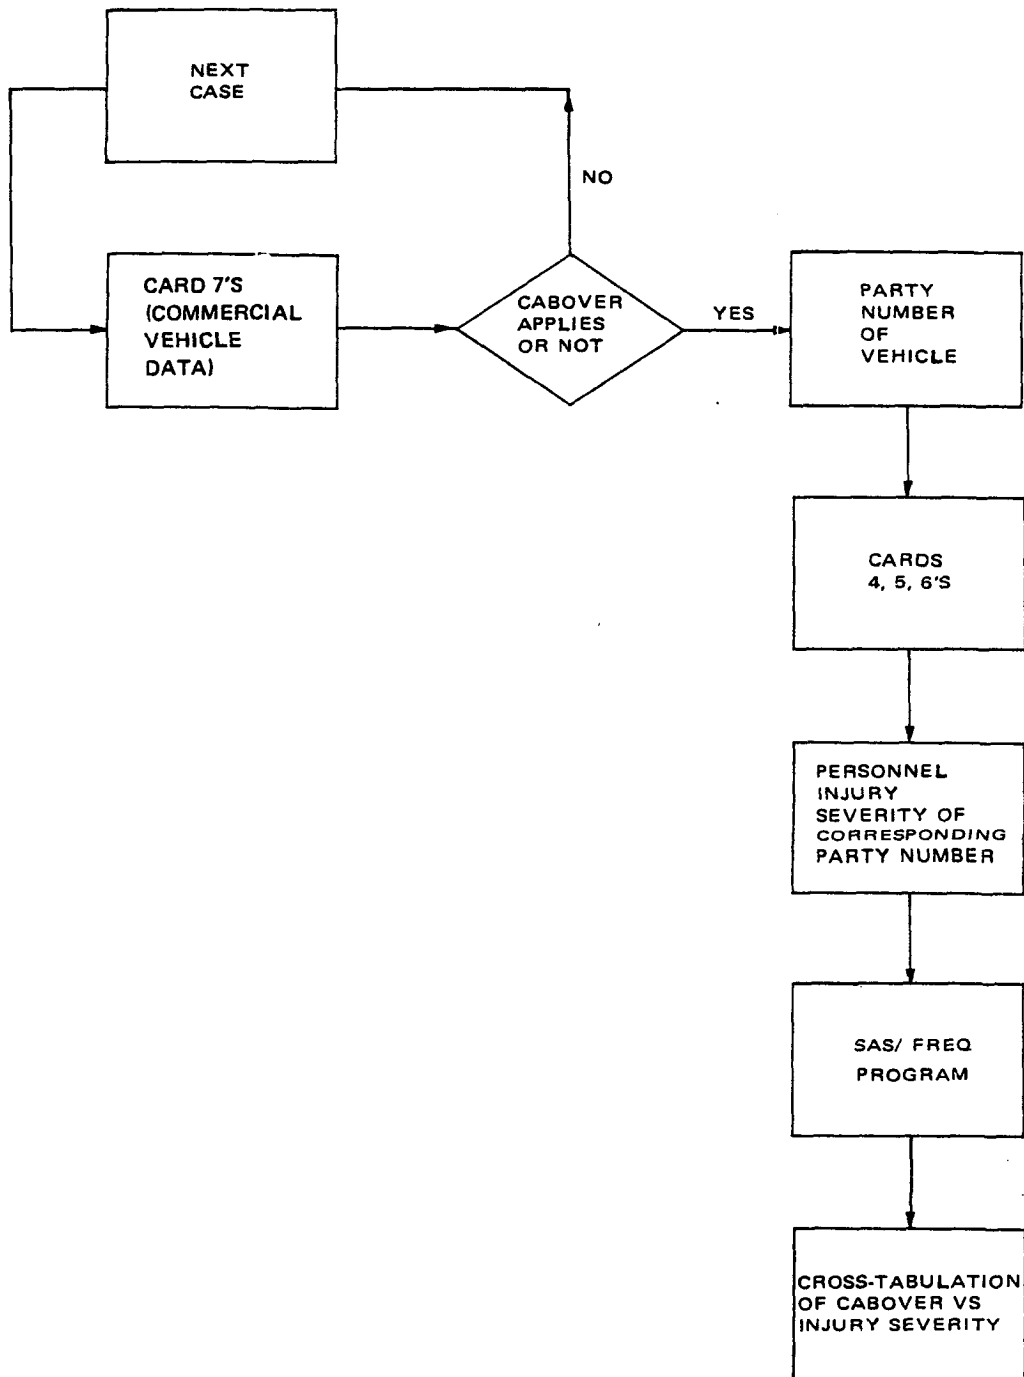 NEXT
CASE
NO
CARD 7'S
(COMMERCIAL
VEHICLE
DATA)
CABOVER
APPLIES
OR NOT
YES
PARTY
NUMBER
OF
VEHICLE
CARDS
4, 5, 6'S
PERSONNEL
INJURY
SEVERITY OF
CORRESPONDING
PARTY NUMBER
SAS/ FREQ
PROGRAM
CROSS-TABULATION
OF CABOVER VS
INJURY SEVERITY